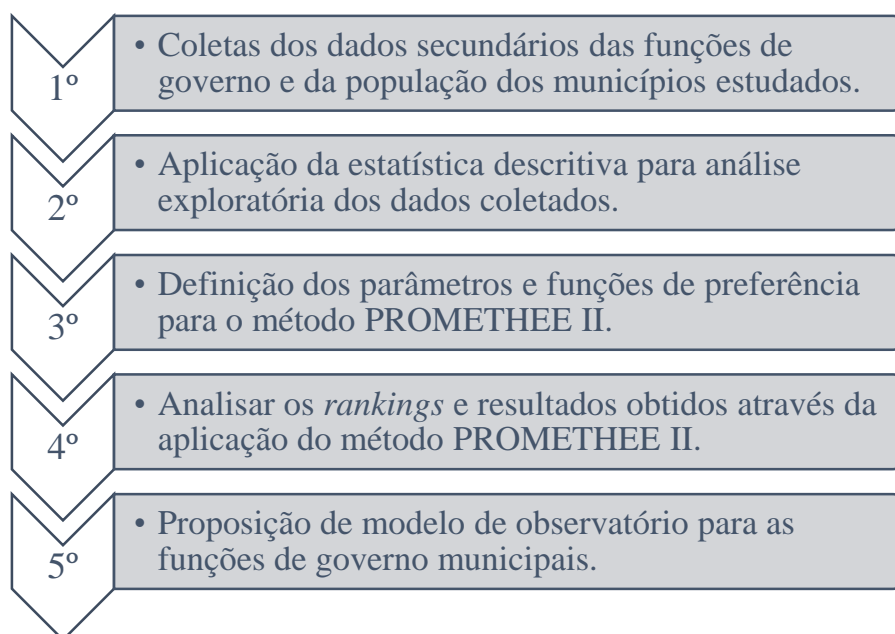 1º
• Coletas dos dados secundários das funções de
governo e da população dos municípios estudados.
2º
• Aplicação da estatística descritiva para análise
exploratória dos dados coletados.
3º
• Definição dos parâmetros e funções de preferência
para o método PROMETHEE II.
4º
• Analisar os rankings e resultados obtidos através da
aplicação do método PROMETHEE II.
5º
• Proposição de modelo de observatório para as
funções de governo municipais.